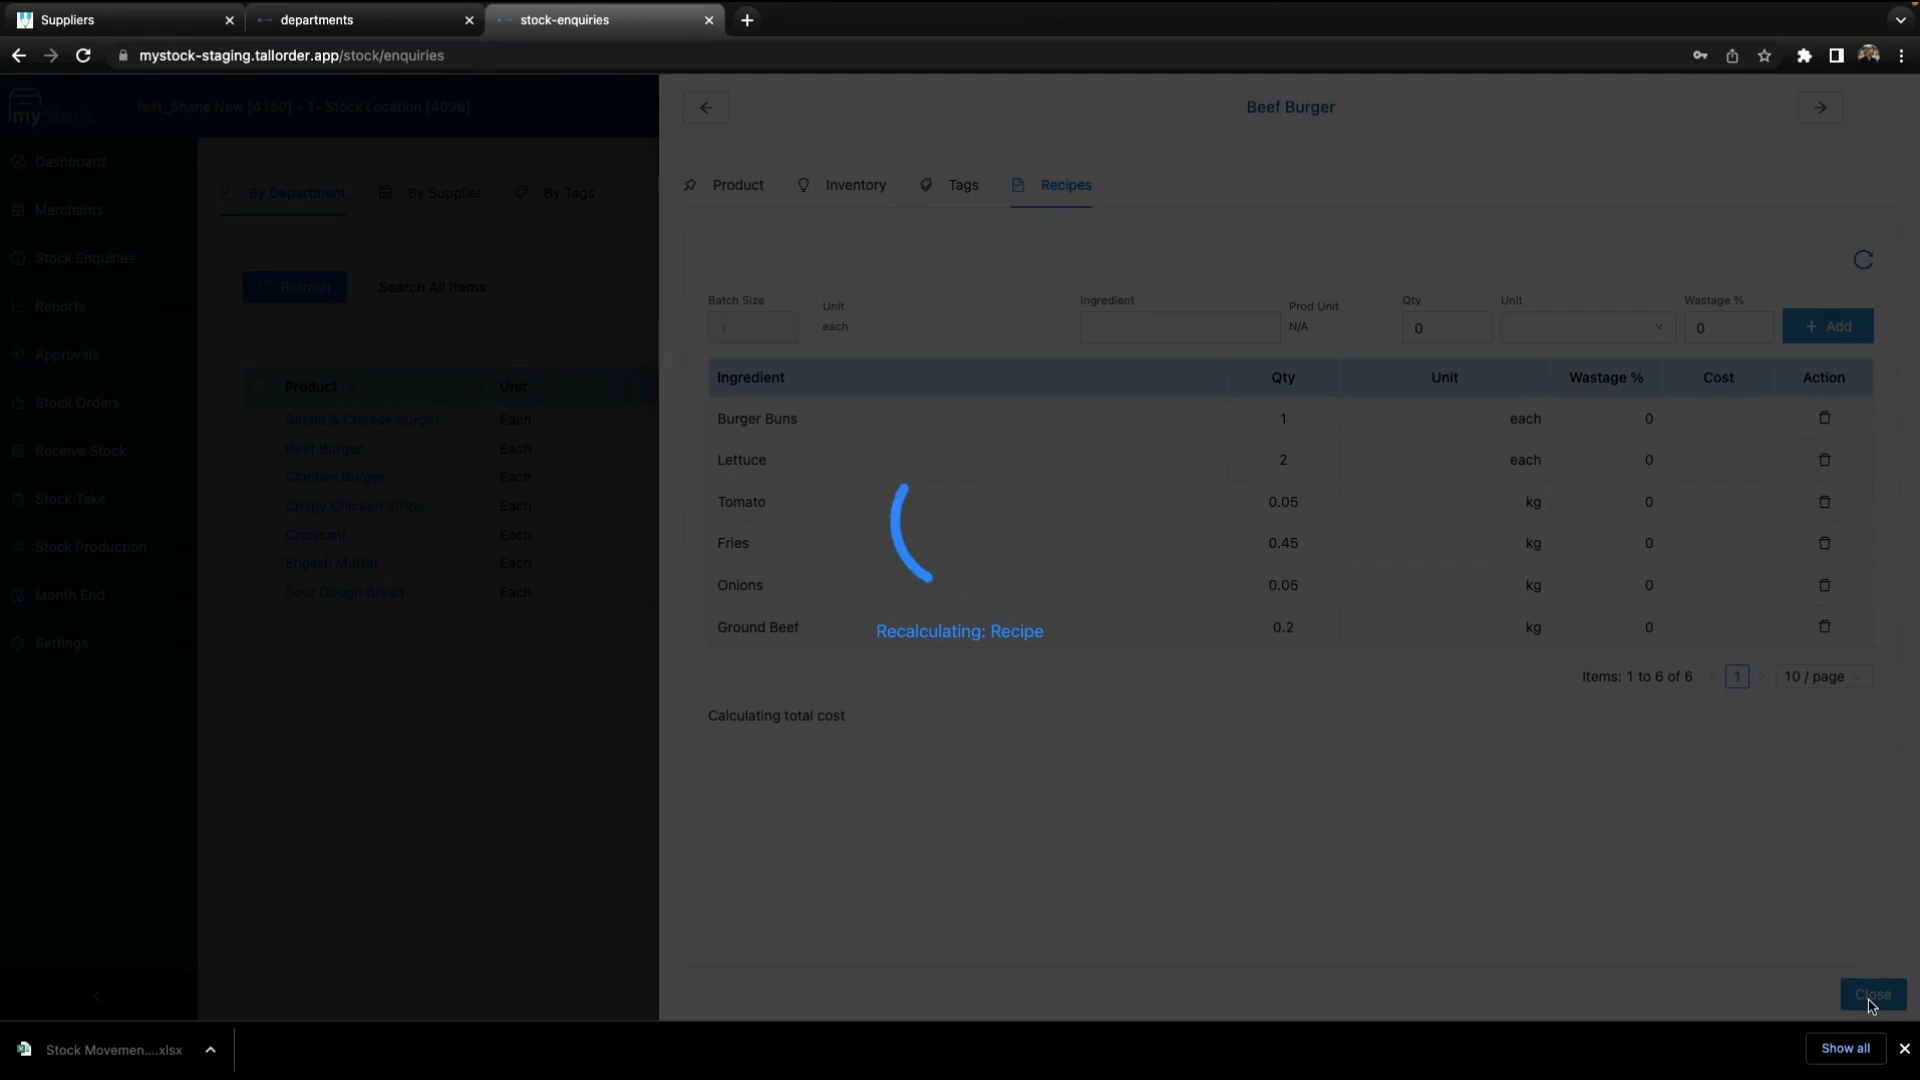 Suppliers
departments
stock-enquiries
mystock-staging.tallorder.app/stock/enquiries
myStock
test_Shane New [4150] - 1- Stock Location [4096]
Beef Burger
Dashboard
Merchants
Stock Enquiries
Reports
Approvals
Stock Orders
Receive Stock
Stock Take
Stock Production
Month End
Settings
By Department
By Supplier
By Tags
Refresh
Search All Items
Product Unit
Bacon & Cheese Burger Each
Beef Burger Each
Chicken Burger Each
Crispy Chicken Strips Each
Croissant Each
English Muffin Each
Sour Dough Bread Each
Product Inventory Tags Recipes
Batch Size Unit Ingredient Prod Unit Qty Unit Wastage %
1 each N/A 0 0 + Add
Ingredient Qty Unit Wastage % Cost Action
Burger Buns 1 each 0
Lettuce 2 each 0
Tomato 0.05 kg 0
Fries 0.45 kg 0
Onions 0.05 kg 0
Ground Beef 0.2 kg 0
Recalculating: Recipe
Items: 1 to 6 of 6 < 1 > 10 / page
Calculating total cost
Close
Stock Movemen....xlsx
Show all